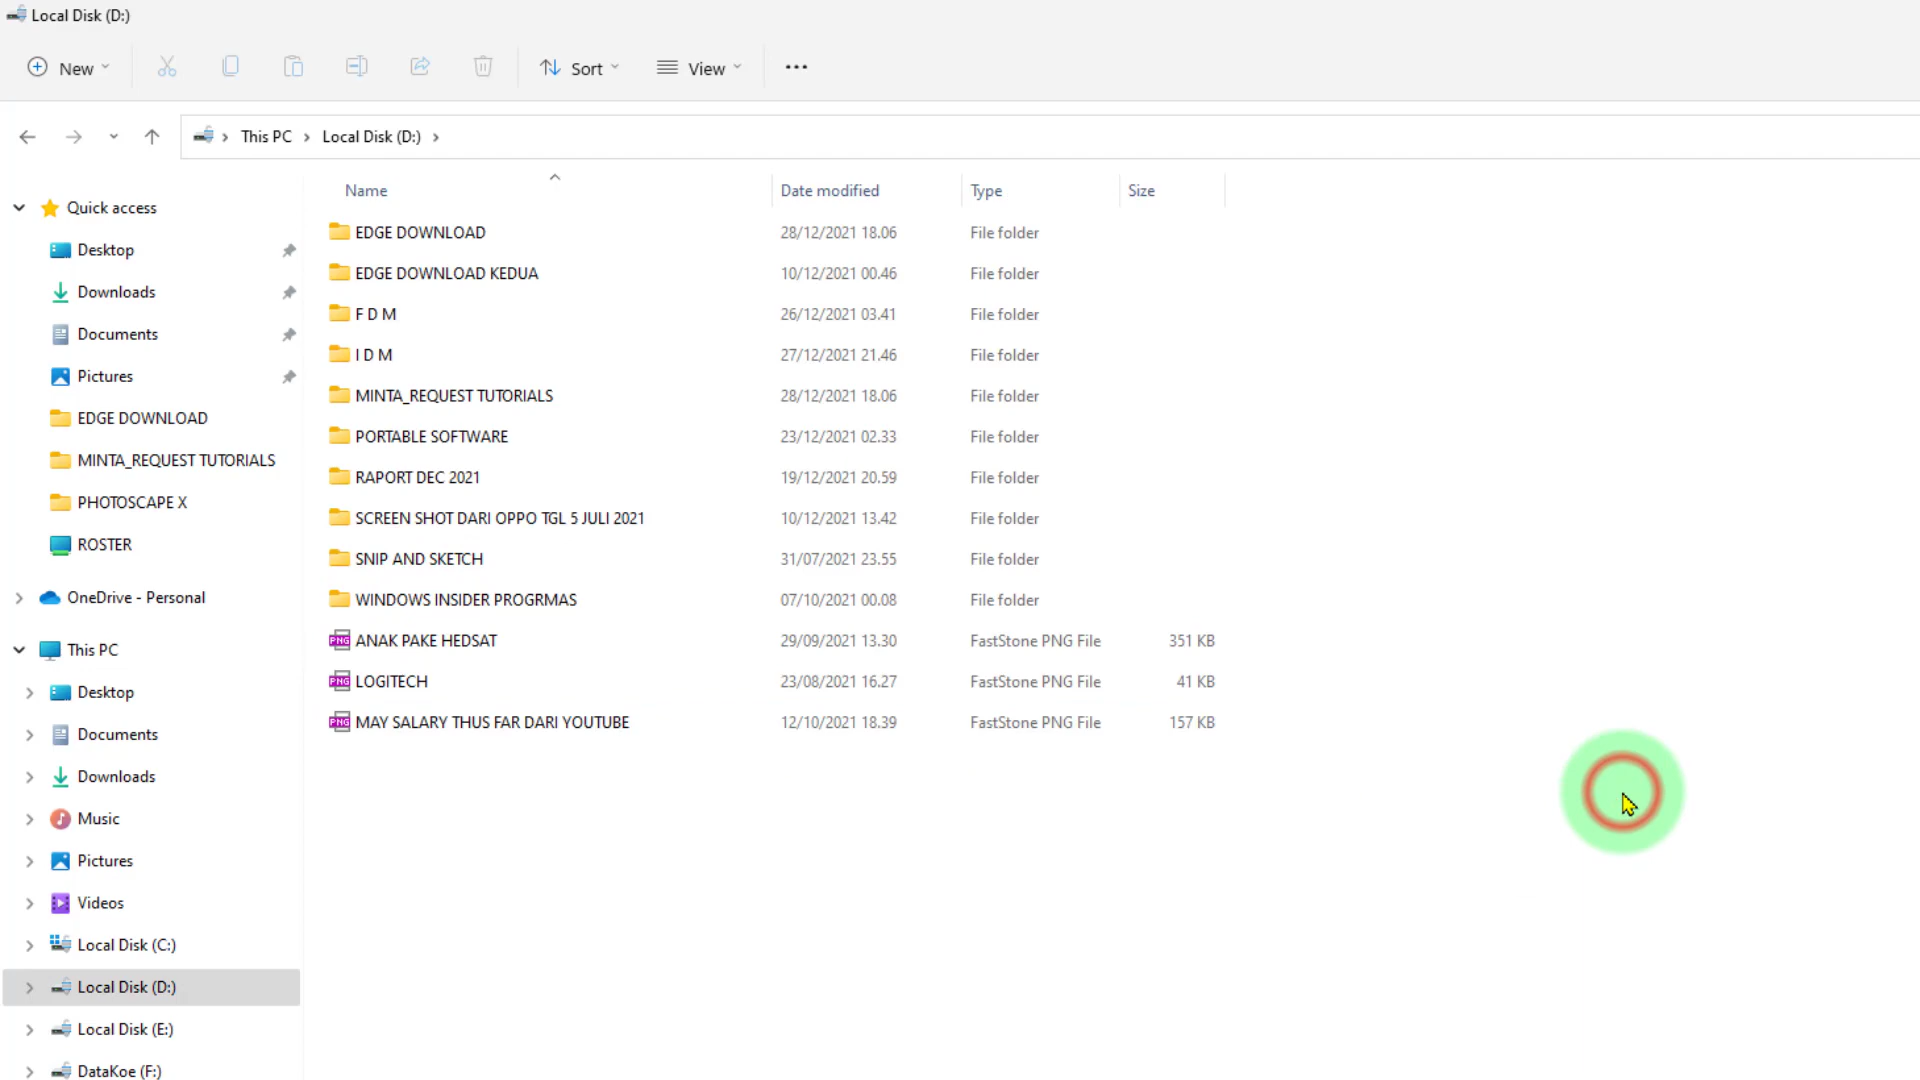 Local Disk (D:)
New Sort View
This PC Local Disk (D:)
Name Date modified Type Size
Quick access
Desktop
Downloads
Documents
Pictures
EDGE DOWNLOAD
MINTA_REQUEST TUTORIALS
PHOTOSCAPE X
ROSTER
OneDrive - Personal
This PC
Desktop
Documents
Downloads
Music
Pictures
Videos
Local Disk (C:)
Local Disk (D:)
Local Disk (E:)
DataKoe (F:)
EDGE DOWNLOAD 28/12/2021 18.06 File folder
EDGE DOWNLOAD KEDUA 10/12/2021 00.46 File folder
F D M 26/12/2021 03.41 File folder
I D M 27/12/2021 21.46 File folder
MINTA_REQUEST TUTORIALS 28/12/2021 18.06 File folder
PORTABLE SOFTWARE 23/12/2021 02.33 File folder
RAPORT DEC 2021 19/12/2021 20.59 File folder
SCREEN SHOT DARI OPPO TGL 5 JULI 2021 10/12/2021 13.42 File folder
SNIP AND SKETCH 31/07/2021 23.55 File folder
WINDOWS INSIDER PROGRMAS 07/10/2021 00.08 File folder
PNG ANAK PAKE HEDSAT 29/09/2021 13.30 FastStone PNG File 351 KB
PNG LOGITECH 23/08/2021 16.27 FastStone PNG File 41 KB
PNG MAY SALARY THUS FAR DARI YOUTUBE 12/10/2021 18.39 FastStone PNG File 157 KB